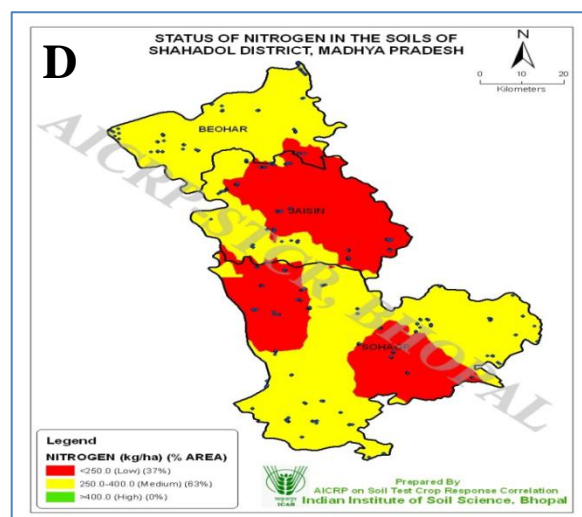 D
STATUS OF NITROGEN IN THE SOILS OF
SHAHADOL DISTRICT, MADHYA PRADESH
N
0 10 20
Kilometers
BEOHAR
JAISIN
SOHAGP
AICRP-STCR, BHOPAL
Legend
NITROGEN (kg/ha) (% AREA)
<250.0 (Low) (37%)
250.0-400.0 (Medium) (63%)
>400.0 (High) (0%)
ICAR
Prepared By
AICRP on Soil Test Crop Response Correlation
Indian Institute of Soil Science, Bhopal